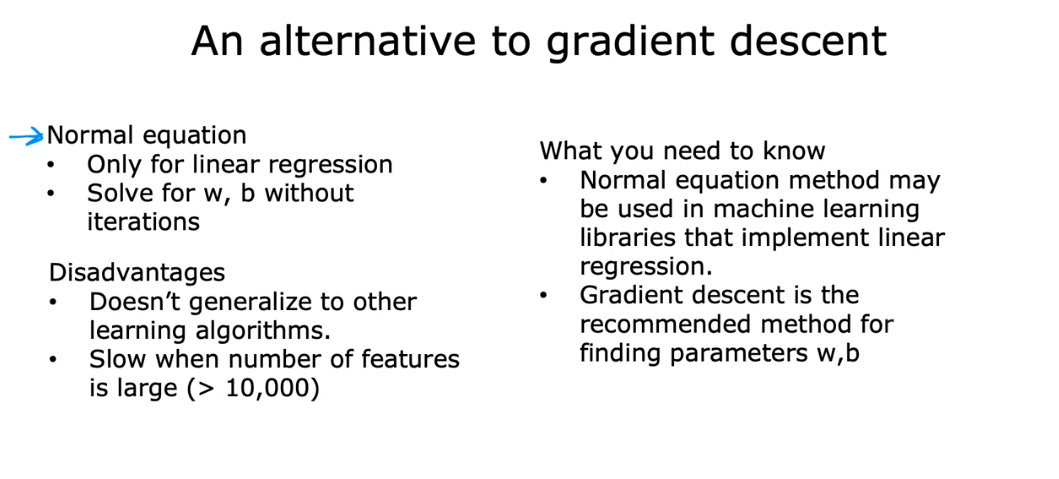 An alternative to gradient descent
Normal equation
• Only for linear regression
• Solve for w, b without
iterations
Disadvantages
• Doesn't generalize to other
learning algorithms.
• Slow when number of features
is large (> 10,000)
What you need to know
• Normal equation method may
be used in machine learning
libraries that implement linear
regression.
• Gradient descent is the
recommended method for
finding parameters w,b